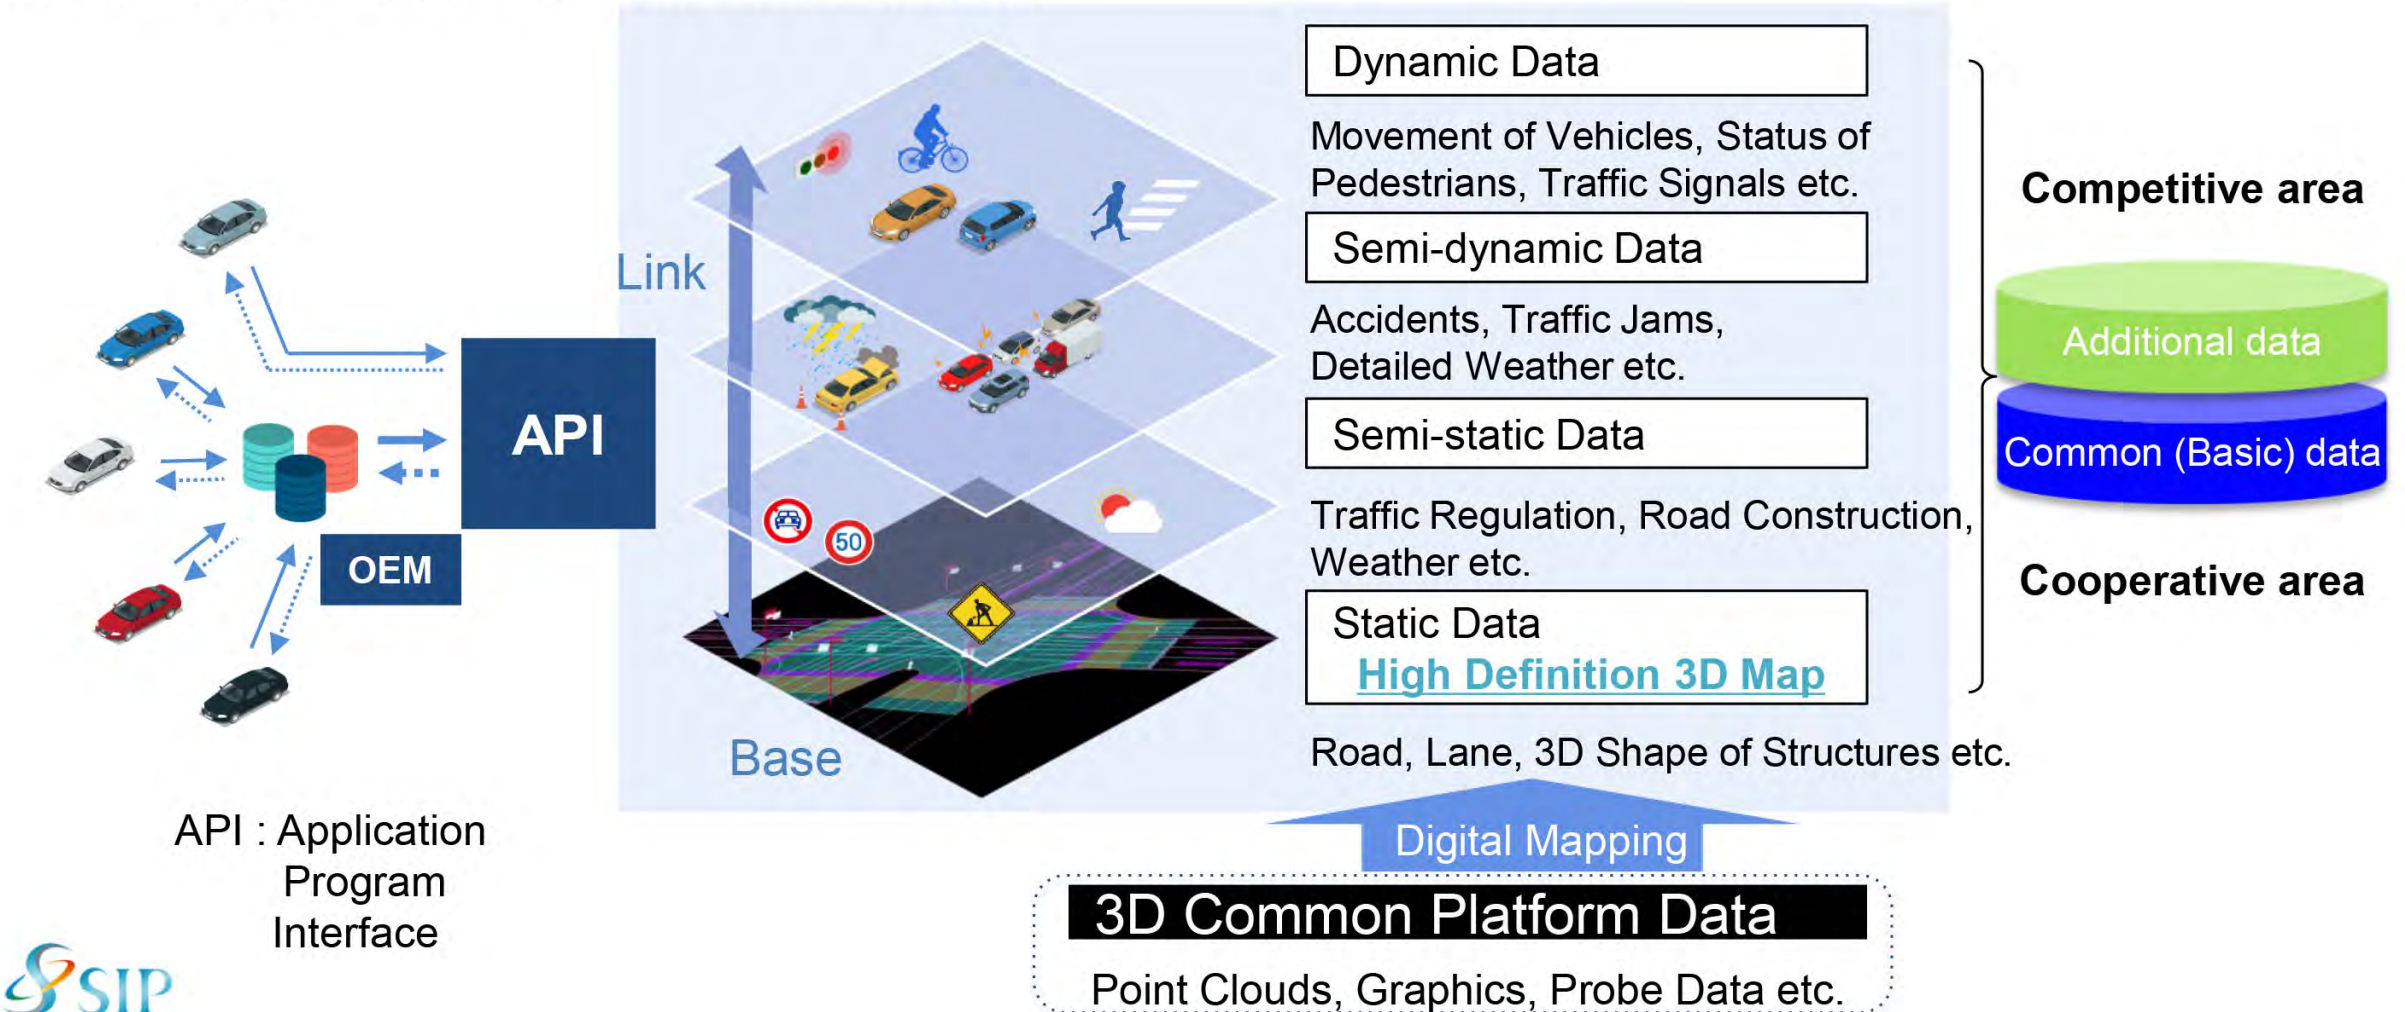 Dynamic Data
Movement of Vehicles, Status of
Pedestrians, Traffic Signals etc.
Semi-dynamic Data
Accidents, Traffic Jams,
Detailed Weather etc.
Semi-static Data
Traffic Regulation, Road Construction,
Weather etc.
Static Data
High Definition 3D Map
Road, Lane, 3D Shape of Structures etc.
Link
Base
50
API
OEM
API : Application
Program
Interface
Competitive area
Additional data
Common (Basic) data
Cooperative area
Digital Mapping
3D Common Platform Data
Point Clouds, Graphics, Probe Data etc.
SIP